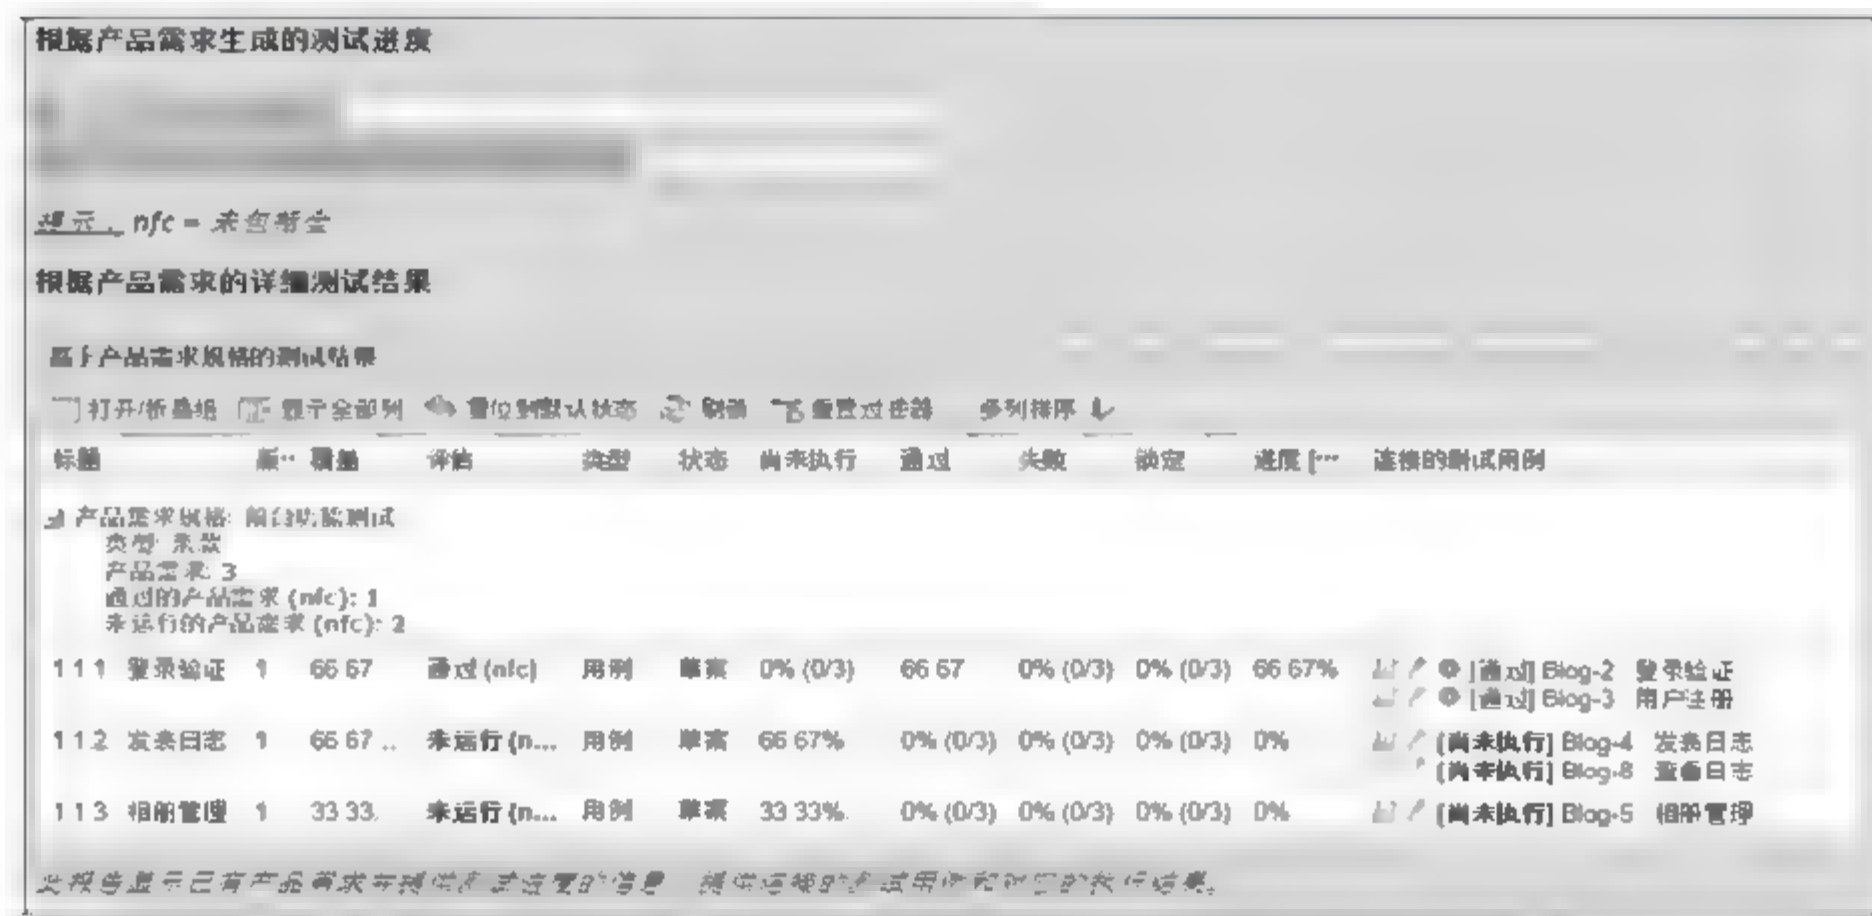 根据产品需求生成的测试进度
提示： nfc = 未包断言
根据产品需求的详细测试结果
基于产品需求规格的测试结果
打开/折叠组 显示全部列 重设到默认状态 刷新 重置过滤器 多列排序
标题 版… 覆盖 评估 类型 状态 尚未执行 通过 失败 锁定 进度 [… 连接的测试用例
产品需求规格: 前台功能测试
类型: 条款
产品需求: 3
通过的产品需求 (nfc): 1
未运行的产品需求 (nfc): 2
1.1.1 登录验证 1 66.67 通过 (nfc) 用例 草案 0% (0/3) 66.67 0% (0/3) 0% (0/3) 66.67% [通过] Blog-2 登录验证
[通过] Blog-3 用户注册
1.1.2 发表日志 1 66.67 .. 未运行 (n... 用例 草案 66.67% 0% (0/3) 0% (0/3) 0% (0/3) 0% [尚未执行] Blog-4 发表日志
[尚未执行] Blog-8 查看日志
1.1.3 相册管理 1 33.33. 未运行 (n... 用例 草案 33.33%. 0% (0/3) 0% (0/3) 0% (0/3) 0% [尚未执行] Blog-5 相册管理